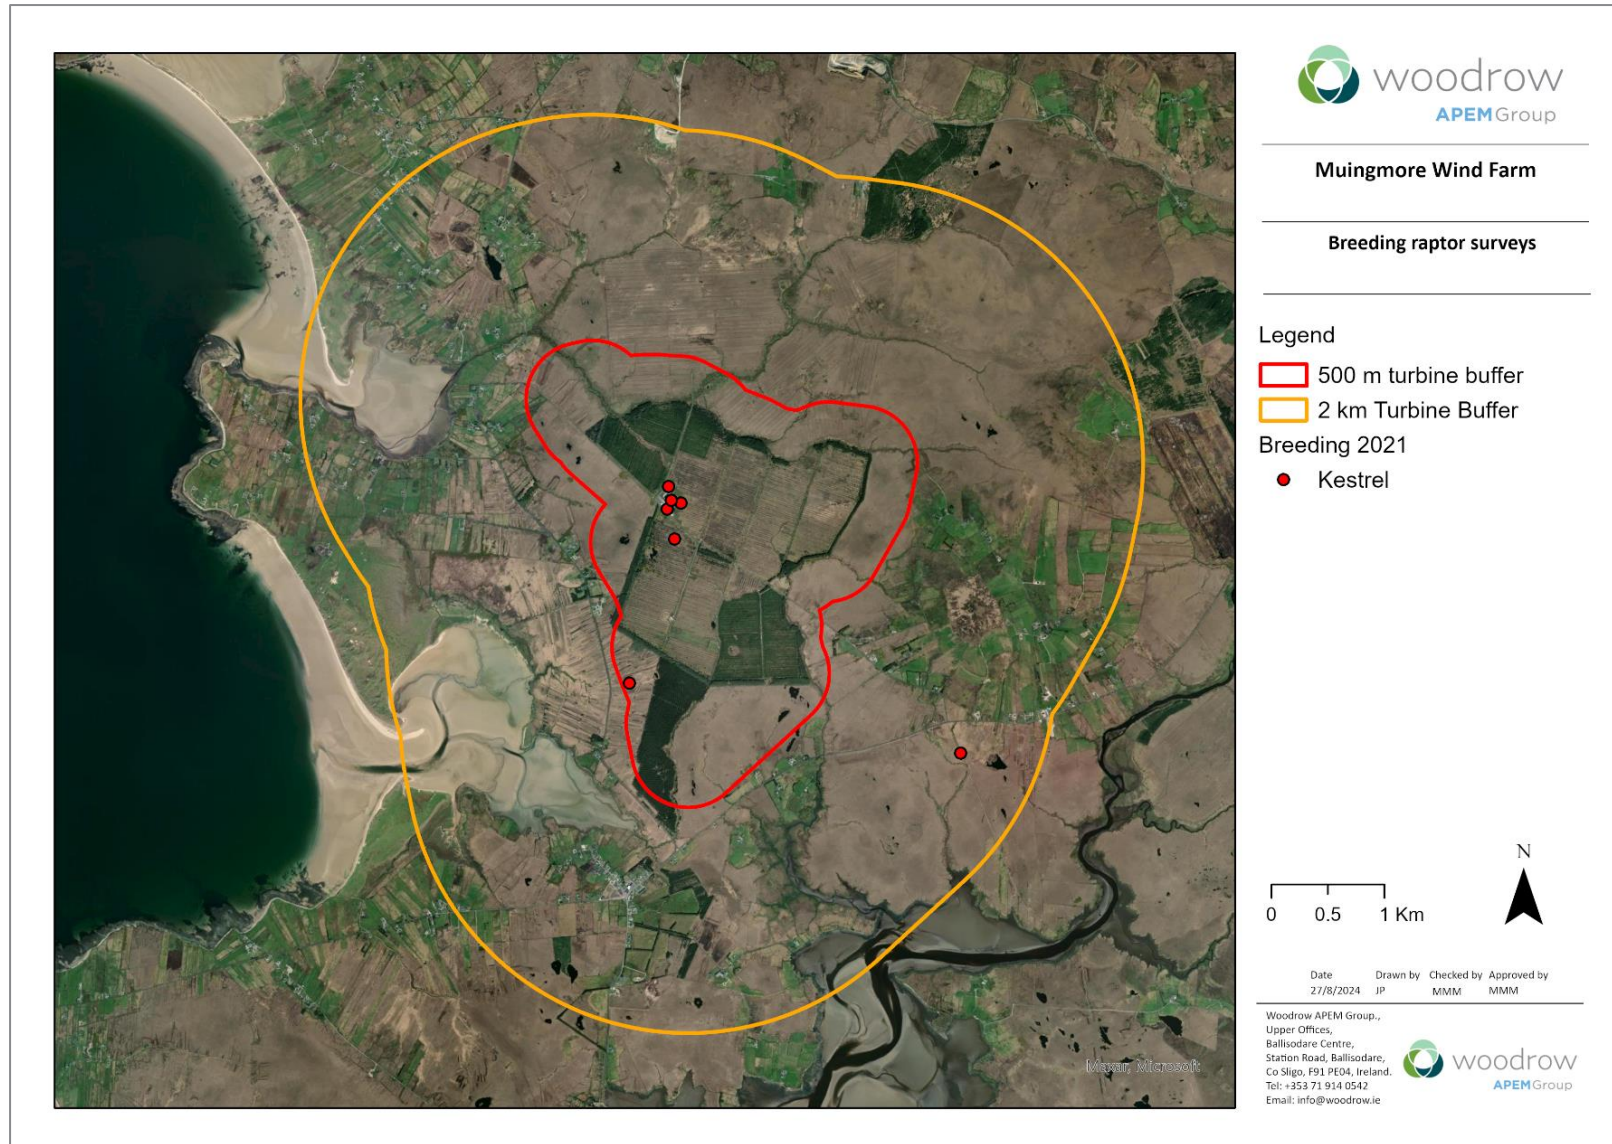 woodrow
APEMGroup
Muingmore Wind Farm
Breeding raptor surveys
Legend
500 m turbine buffer
2 km Turbine Buffer
Breeding 2021
Kestrel
N
0 0.5 1 Km
Date Drawn by Checked by Approved by
27/8/2024 JP MMM MMM
Woodrow APEM Group.,
Upper Offices,
Ballisodare Centre,
Station Road, Ballisodare,
Co Sligo, F91 PE04, Ireland.
Tel: +353 71 914 0542
Email: info@woodrow.ie
woodrow
APEMGroup
Maxar, Microsoft